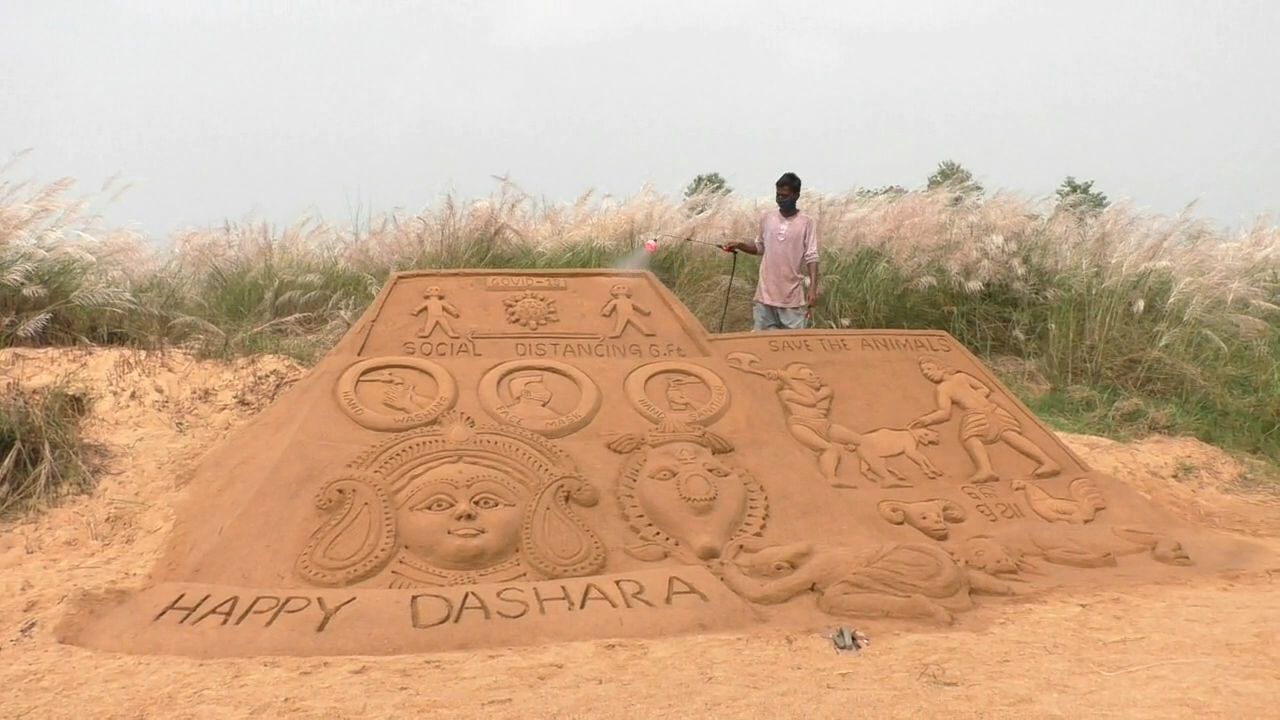 COVID-19
SOCIAL DISTANCING 6.Ft
SAVE THE ANIMALS
HAND WASHING
FACE MASK
HAND SANITIZER
HAPPY DASHARA